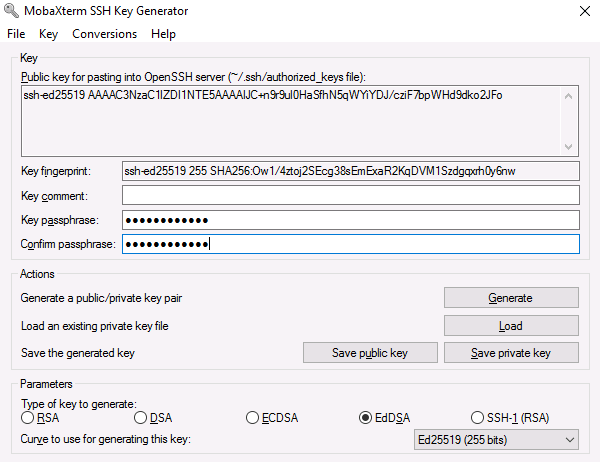 MobaXterm SSH Key Generator
File Key Conversions Help
Key
Public key for pasting into OpenSSH server (~/.ssh/authorized_keys file):
ssh-ed25519 AAAAC3NzaC1lZDI1NTE5AAAAIJC+n9r9ul0HaSfhN5qWYiYDJ/cziF7bpWHd9dko2JFo
Key fingerprint: ssh-ed25519 255 SHA256:Ow1/4ztoj2SEcg38sEmExaR2KqDVM1Szdgqxrh0y6nw
Key comment:
Key passphrase: ●●●●●●●●●●●●
Confirm passphrase: ●●●●●●●●●●●●
Actions
Generate a public/private key pair Generate
Load an existing private key file Load
Save the generated key Save public key Save private key
Parameters
Type of key to generate:
RSA DSA ECDSA EdDSA SSH-1 (RSA)
Curve to use for generating this key: Ed25519 (255 bits)